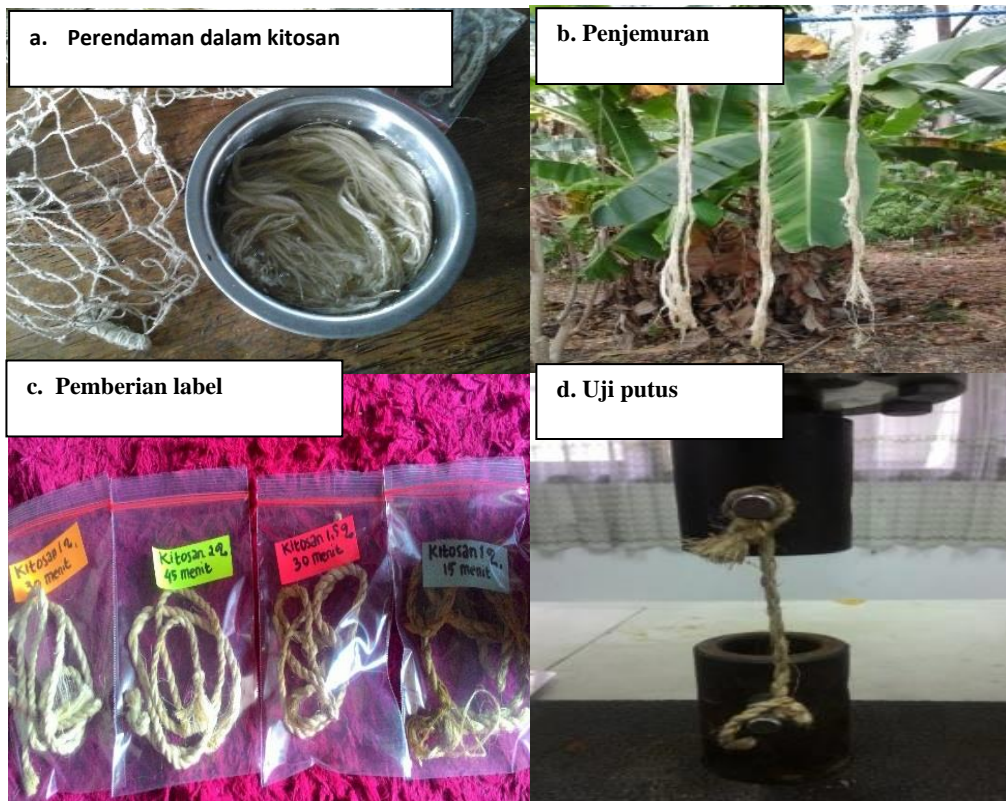 a. Perendaman dalam kitosan
b. Penjemuran
c. Pemberian label
d. Uji putus
Kitosan 1%.
30 menit
Kitosan 2%
45 menit
Kitosan 1,5%
30 menit
Kitosan 1%.
15 menit